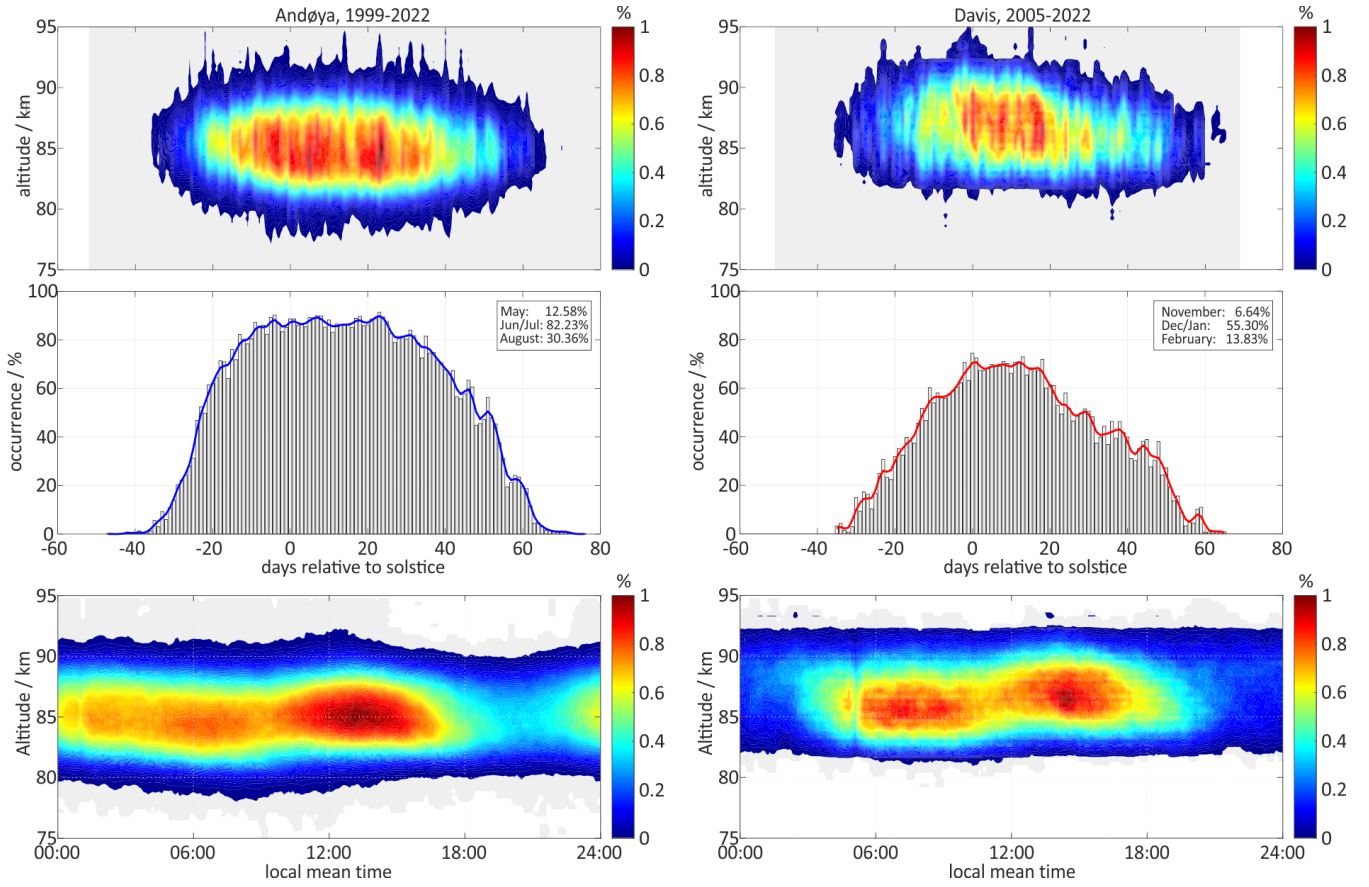 Andøya, 1999-2022
%
95
90
85
80
75
altitude / km
1
0.8
0.6
0.4
0.2
0
Davis, 2005-2022
%
95
90
85
80
75
altitude / km
1
0.8
0.6
0.4
0.2
0
100
80
60
40
20
0
occurrence / %
May: 12.58%
Jun/Jul: 82.23%
August: 30.36%
-60 -40 -20 0 20 40 60 80
days relative to solstice
100
80
60
40
20
0
occurrence / %
November: 6.64%
Dec/Jan: 55.30%
February: 13.83%
-60 -40 -20 0 20 40 60 80
days relative to solstice
%
95
90
85
80
75
Altitude / km
1
0.8
0.6
0.4
0.2
0
00:00 06:00 12:00 18:00 24:00
local mean time
%
95
90
85
80
75
Altitude / km
1
0.8
0.6
0.4
0.2
0
00:00 06:00 12:00 18:00 24:00
local mean time